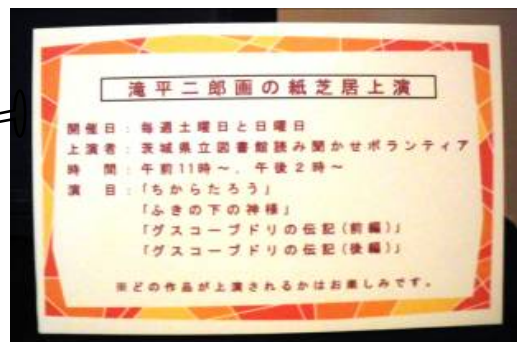 滝平二郎画の紙芝居上演
開催日：毎週土曜日と日曜日
上演者：茨城県立図書館読み聞かせボランティア
時　間：午前11時～、午後２時～
演　目：「ちからたろう」
「ふきの下の神様」
「グスコーブドリの伝記（前編）」
「グスコーブドリの伝記（後編）」
※どの作品が上演されるかはお楽しみです。